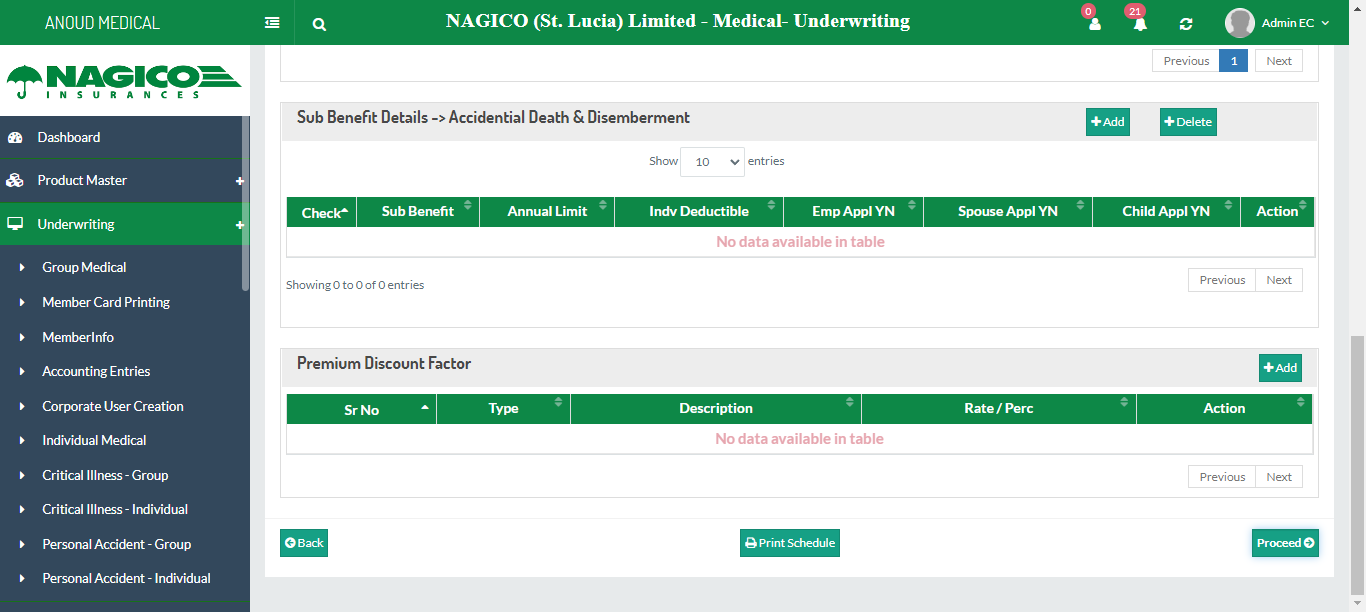 ANOUD MEDICAL
NAGICO (St. Lucia) Limited - Medical- Underwriting
0
21
Admin EC
NAGICO
INSURANCES
Dashboard
Product Master
Underwriting
Group Medical
Member Card Printing
MemberInfo
Accounting Entries
Corporate User Creation
Individual Medical
Critical Illness - Group
Critical Illness - Individual
Personal Accident - Group
Personal Accident - Individual
Previous 1 Next
Sub Benefit Details -> Accidential Death & Disemberment
Add Delete
Show 10 entries
Check Sub Benefit Annual Limit Indv Deductible Emp Appl YN Spouse Appl YN Child Appl YN Action
No data available in table
Showing 0 to 0 of 0 entries
Previous Next
Premium Discount Factor
Add
Sr No Type Description Rate / Perc Action
No data available in table
Previous Next
Back Print Schedule Proceed